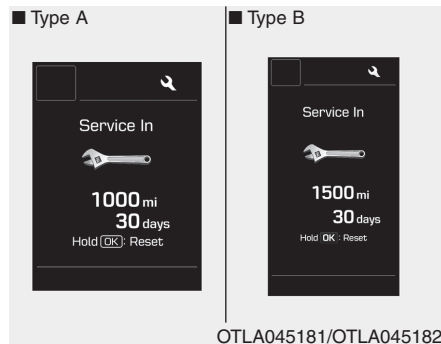 ■ Type A
Service In
1000 mi
30 days
Hold OK: Reset
■ Type B
Service In
1500 mi
30 days
Hold OK: Reset
OTLA045181/OTLA045182